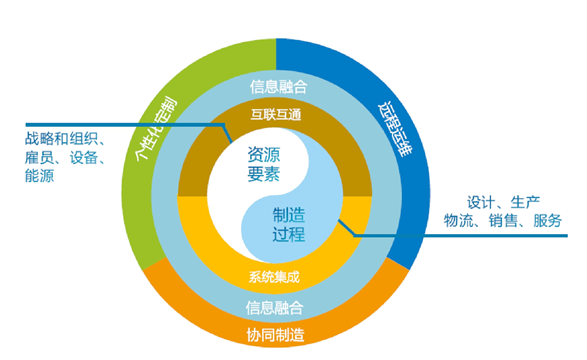 信息融合
互联互通
个性化定制
远程运维
战略和组织、
雇员、设备、
能源
资源
要素
制造
过程
设计、生产
物流、销售、服务
系统集成
信息融合
协同制造